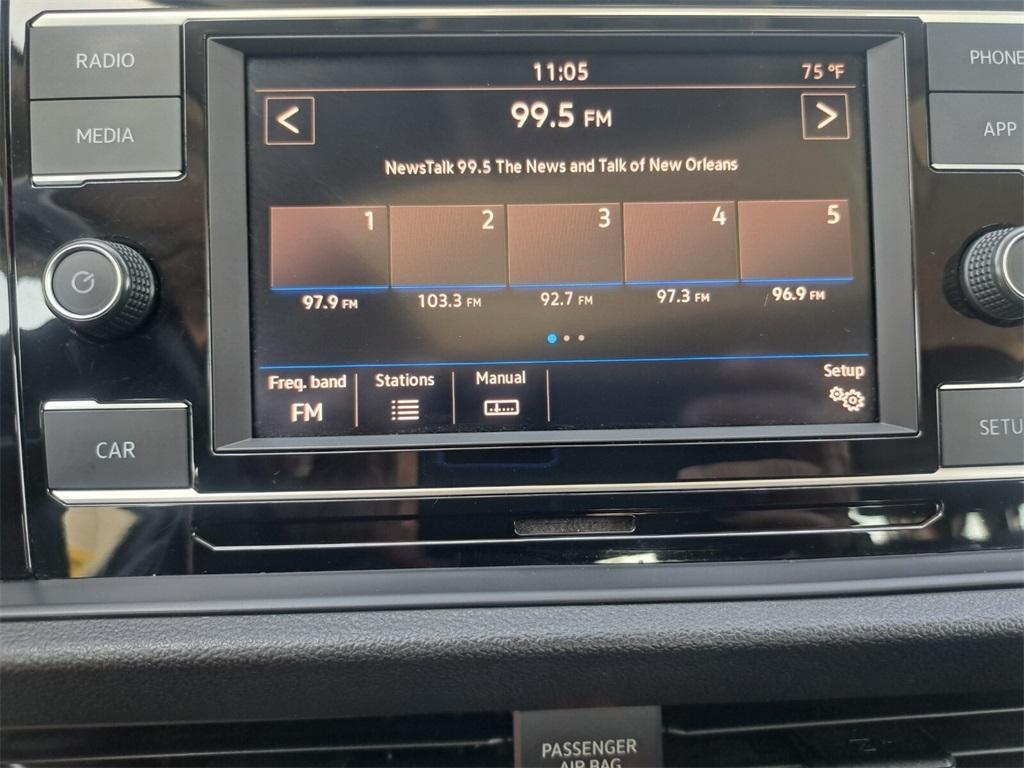 RADIO
MEDIA
11:05
75 °F
99.5 FM
NewsTalk 99.5 The News and Talk of New Orleans
1
2
3
4
5
97.9 FM
103.3 FM
92.7 FM
97.3 FM
96.9 FM
Freq. band
FM
Stations
Manual
Setup
PHONE
APP
CAR
SETU
PASSENGER
AIR BAG